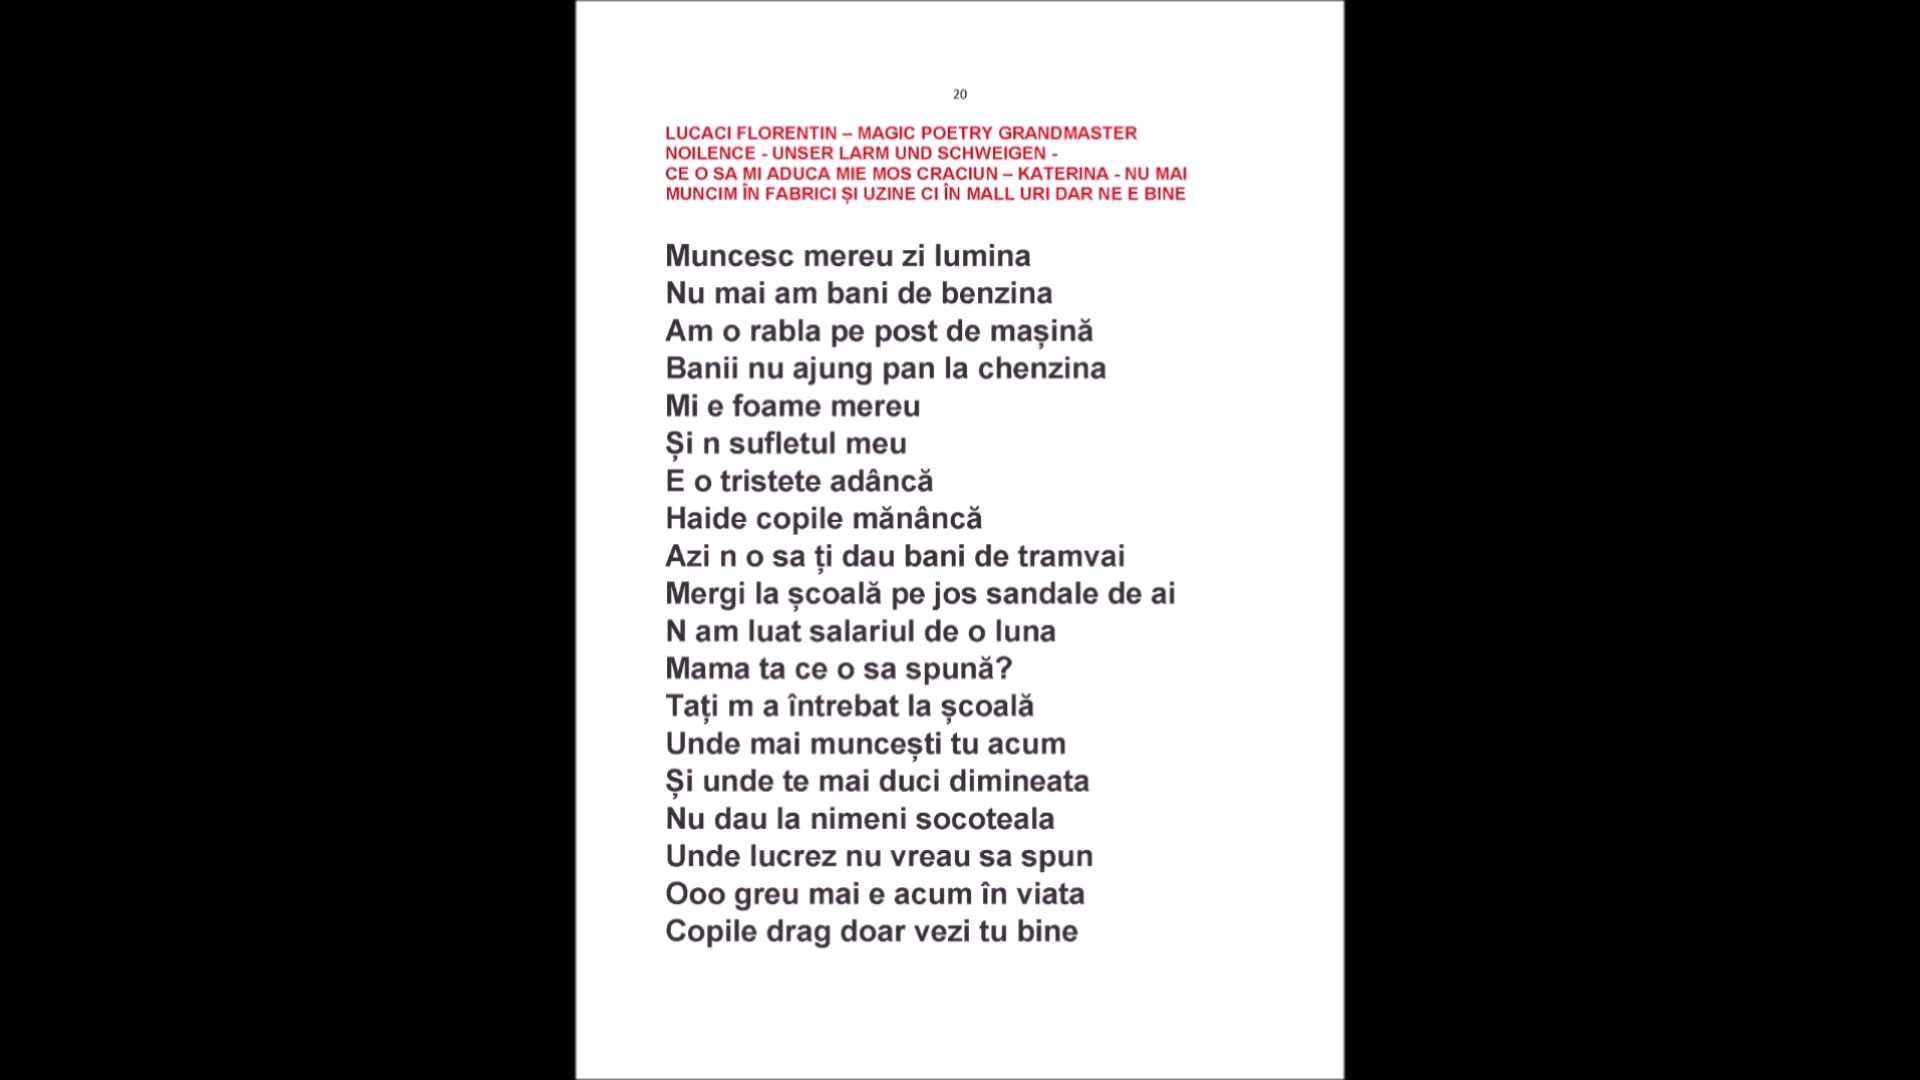 20
LUCACI FLORENTIN – MAGIC POETRY GRANDMASTER
NOILENCE - UNSER LARM UND SCHWEIGEN -
CE O SA MI ADUCA MIE MOS CRACIUN – KATERINA - NU MAI
MUNCIM ÎN FABRICI ȘI UZINE CI ÎN MALL URI DAR NE E BINE
Muncesc mereu zi lumina
Nu mai am bani de benzina
Am o rabla pe post de mașină
Banii nu ajung pan la chenzina
Mi e foame mereu
Și n sufletul meu
E o tristete adâncă
Haide copile mănâncă
Azi n o sa ți dau bani de tramvai
Mergi la școală pe jos sandale de ai
N am luat salariul de o luna
Mama ta ce o sa spună?
Tați m a întrebat la școală
Unde mai muncești tu acum
Și unde te mai duci dimineata
Nu dau la nimeni socoteala
Unde lucrez nu vreau sa spun
Ooo greu mai e acum în viata
Copile drag doar vezi tu bine